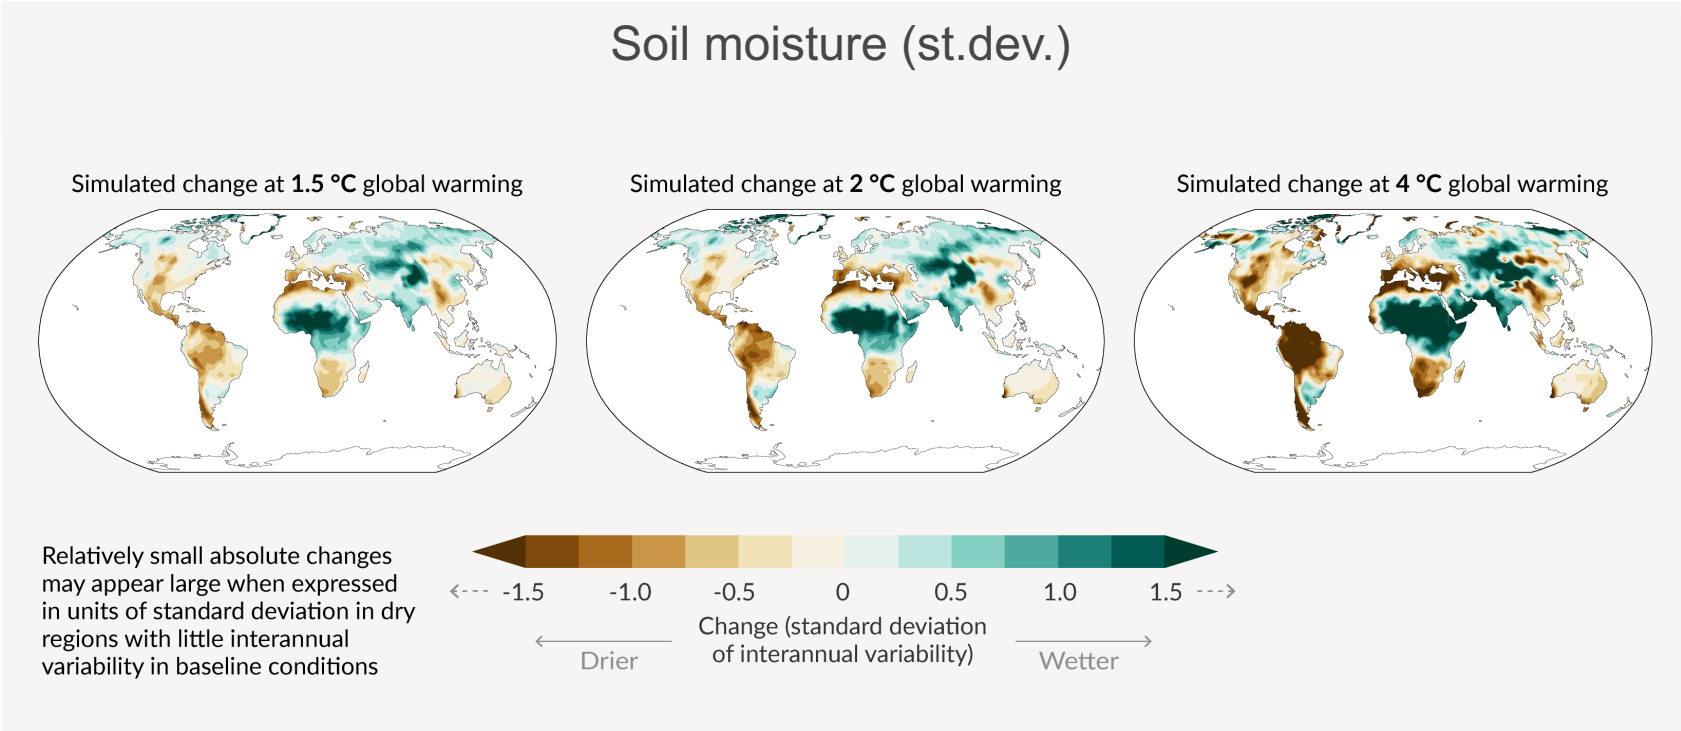 Soil moisture (st.dev.)
Simulated change at 1.5 °C global warming
Simulated change at 2 °C global warming
Simulated change at 4 °C global warming
Relatively small absolute changes
may appear large when expressed
in units of standard deviation in dry
regions with little interannual
variability in baseline conditions
-1.5 -1.0 -0.5 0 0.5 1.0 1.5
Change (standard deviation
of interannual variability)
Drier
Wetter